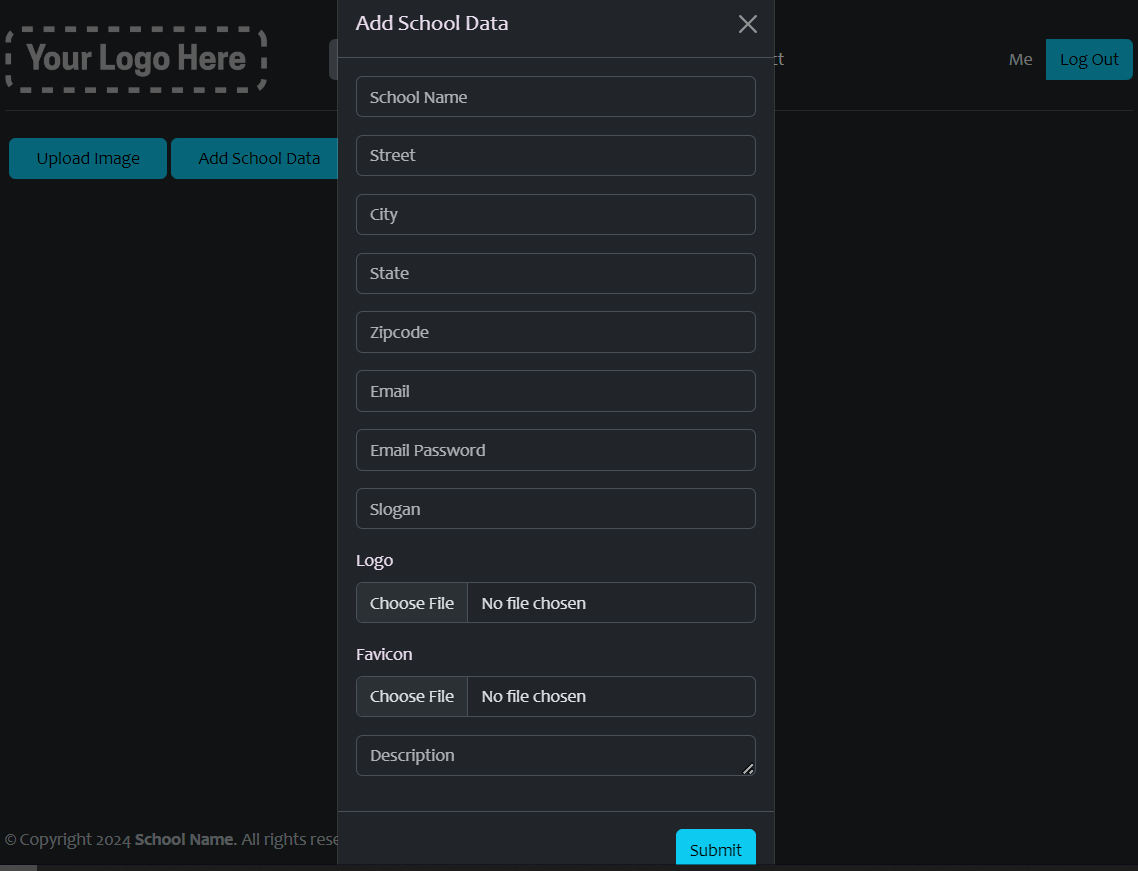 Add School Data
Your Logo Here
ct
Me
Log Out
School Name
Upload Image
Add School Data
Street
City
State
Zipcode
Email
Email Password
Slogan
Logo
Choose File No file chosen
Favicon
Choose File No file chosen
Description
© Copyright 2024 School Name. All rights rese
Submit